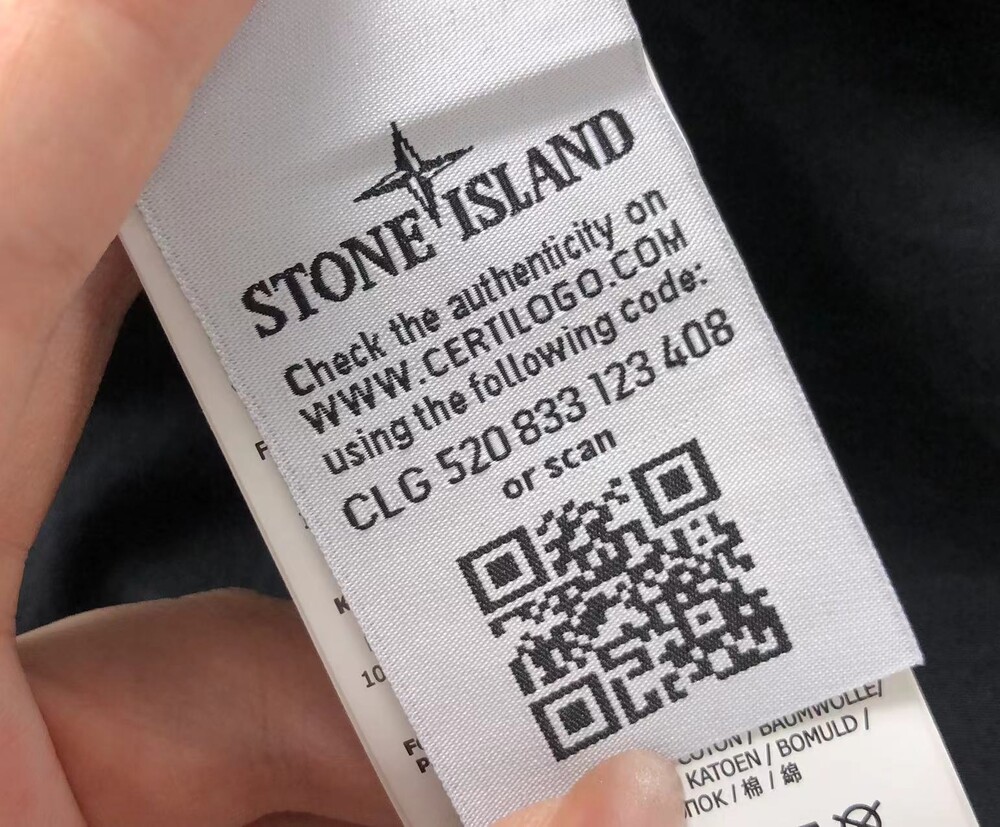 STONE ISLAND
Check the authenticity on
WWW.CERTILOGO.COM
using the following code:
CLG 520 833 123 408
or scan
10
BAUMWOLLE/
KATOEN / BOMULD /
/ 棉 / 綿